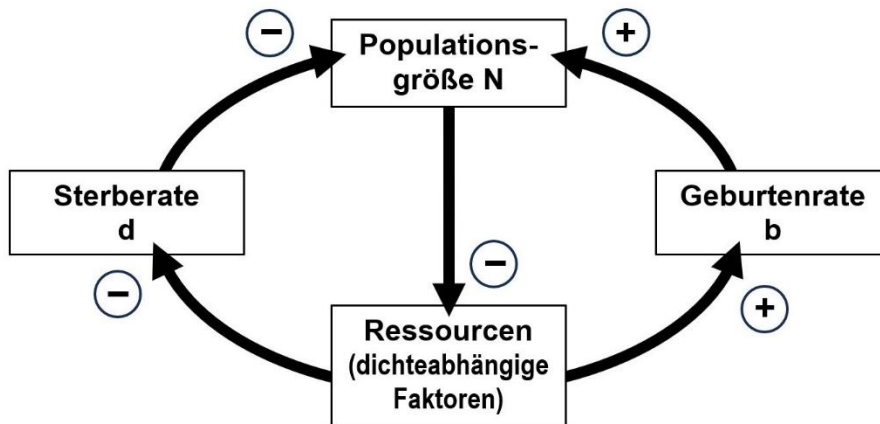 −
Populations-
größe N
+
Sterberate
d
Geburtenrate
b
−
−
+
Ressourcen
(dichteabhängige
Faktoren)